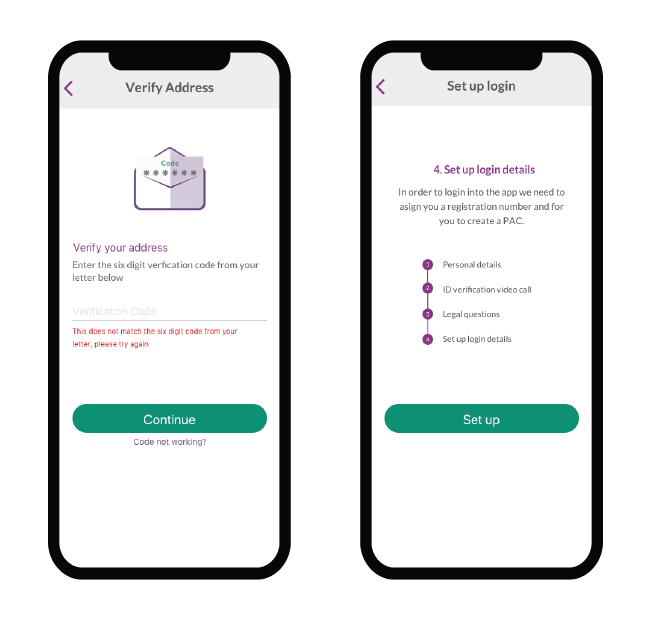 Verify Address
Code
******
Verify your address
Enter the six digit verfication code from your
letter below
Verification Code
This does not match the six digit code from your
letter, please try again
Continue
Code not working?
Set up login
4. Set up login details
In order to login into the app we need to
asign you a registration number and for
you to create a PAC.
1 Personal details
2 ID verification video call
3 Legal questions
4 Set up login details
Set up